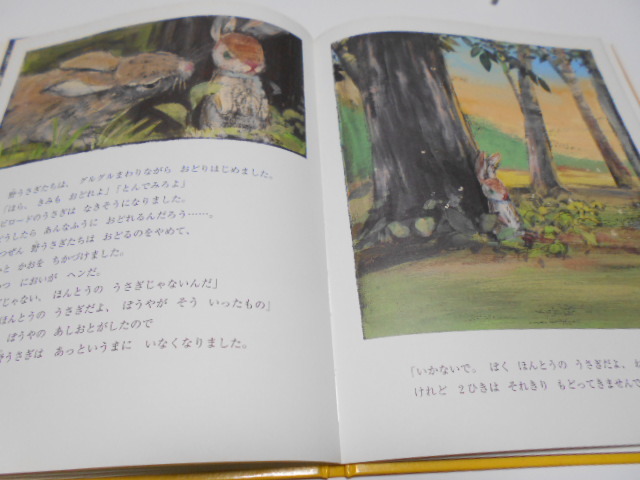 野うさぎたちは、 グルグルまわりながら おどりはじめました。
「ほら、 きみも おどれよ」「とんでみろよ」
ビロードのうさぎは なきそうになりました。
うしたら あんなふうに おどれるんだろう……。
つぜん 野うさぎたちは おどるのをやめて、
と かおを ちかづけました。
つ においが ヘンだ。
じゃない、 ほんとうの うさぎじゃないんだ」
ほんとうの うさぎだよ、 ぼうやが そう いったもの」
ぼうやの あしおとがしたので
うさぎは あっというまに いなくなりました。
「いかないで。 ぼく ほんとうの うさぎだよ、
けれど 2ひきは それきり もどってきませんで